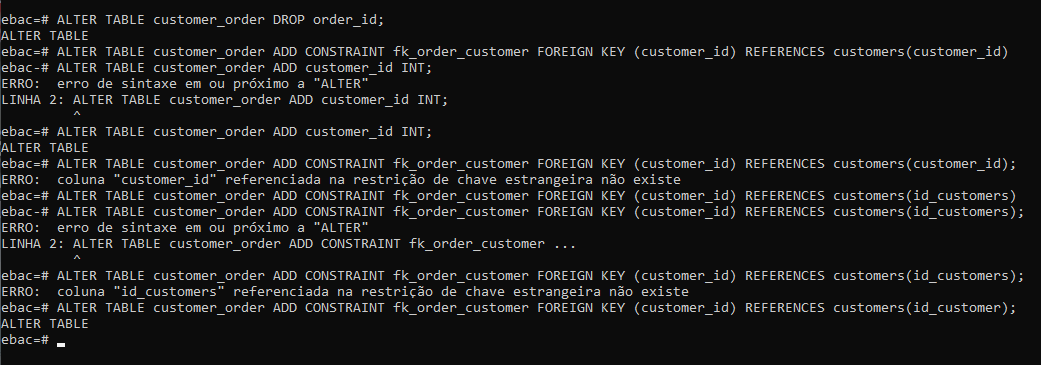 ebac=# ALTER TABLE customer_order DROP order_id;
ALTER TABLE
ebac=# ALTER TABLE customer_order ADD CONSTRAINT fk_order_customer FOREIGN KEY (customer_id) REFERENCES customers(customer_id)
ebac-# ALTER TABLE customer_order ADD customer_id INT;
ERRO:  erro de sintaxe em ou próximo a "ALTER"
LINHA 2: ALTER TABLE customer_order ADD customer_id INT;
         ^
ebac=# ALTER TABLE customer_order ADD customer_id INT;
ALTER TABLE
ebac=# ALTER TABLE customer_order ADD CONSTRAINT fk_order_customer FOREIGN KEY (customer_id) REFERENCES customers(customer_id);
ERRO:  coluna "customer_id" referenciada na restrição de chave estrangeira não existe
ebac=# ALTER TABLE customer_order ADD CONSTRAINT fk_order_customer FOREIGN KEY (customer_id) REFERENCES customers(id_customers)
ebac-# ALTER TABLE customer_order ADD CONSTRAINT fk_order_customer FOREIGN KEY (customer_id) REFERENCES customers(id_customers);
ERRO:  erro de sintaxe em ou próximo a "ALTER"
LINHA 2: ALTER TABLE customer_order ADD CONSTRAINT fk_order_customer ...
         ^
ebac=# ALTER TABLE customer_order ADD CONSTRAINT fk_order_customer FOREIGN KEY (customer_id) REFERENCES customers(id_customers);
ERRO:  coluna "id_customers" referenciada na restrição de chave estrangeira não existe
ebac=# ALTER TABLE customer_order ADD CONSTRAINT fk_order_customer FOREIGN KEY (customer_id) REFERENCES customers(id_customer);
ALTER TABLE
ebac=#